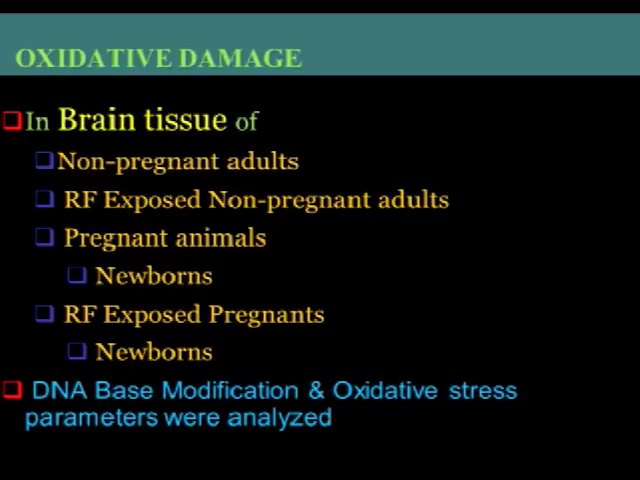 OXIDATIVE DAMAGE
In Brain tissue of
Non-pregnant adults
RF Exposed Non-pregnant adults
Pregnant animals
Newborns
RF Exposed Pregnants
Newborns
DNA Base Modification & Oxidative stress
parameters were analyzed